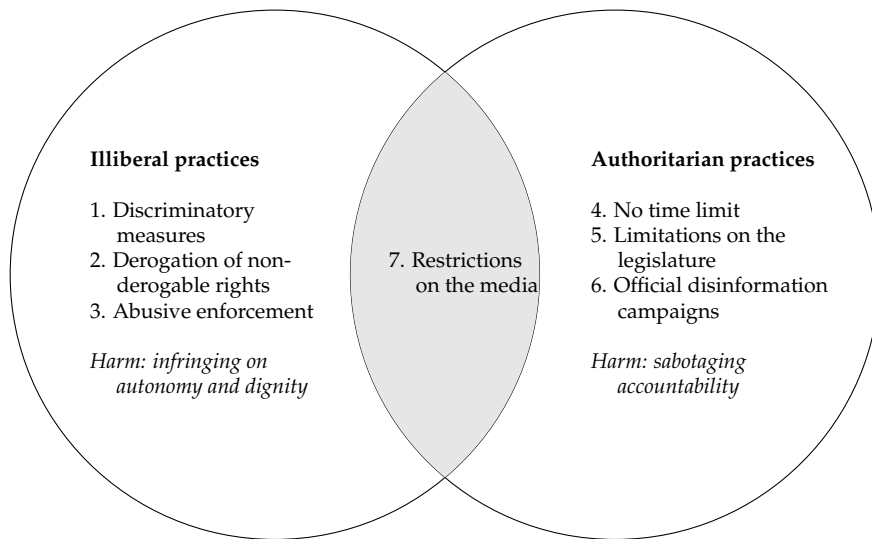 Illiberal practices
1. Discriminatory
measures
2. Derogation of non-
derogable rights
3. Abusive enforcement
Harm: infringing on
autonomy and dignity
7. Restrictions
on the media
Authoritarian practices
4. No time limit
5. Limitations on the
legislature
6. Official disinformation
campaigns
Harm: sabotaging
accountability